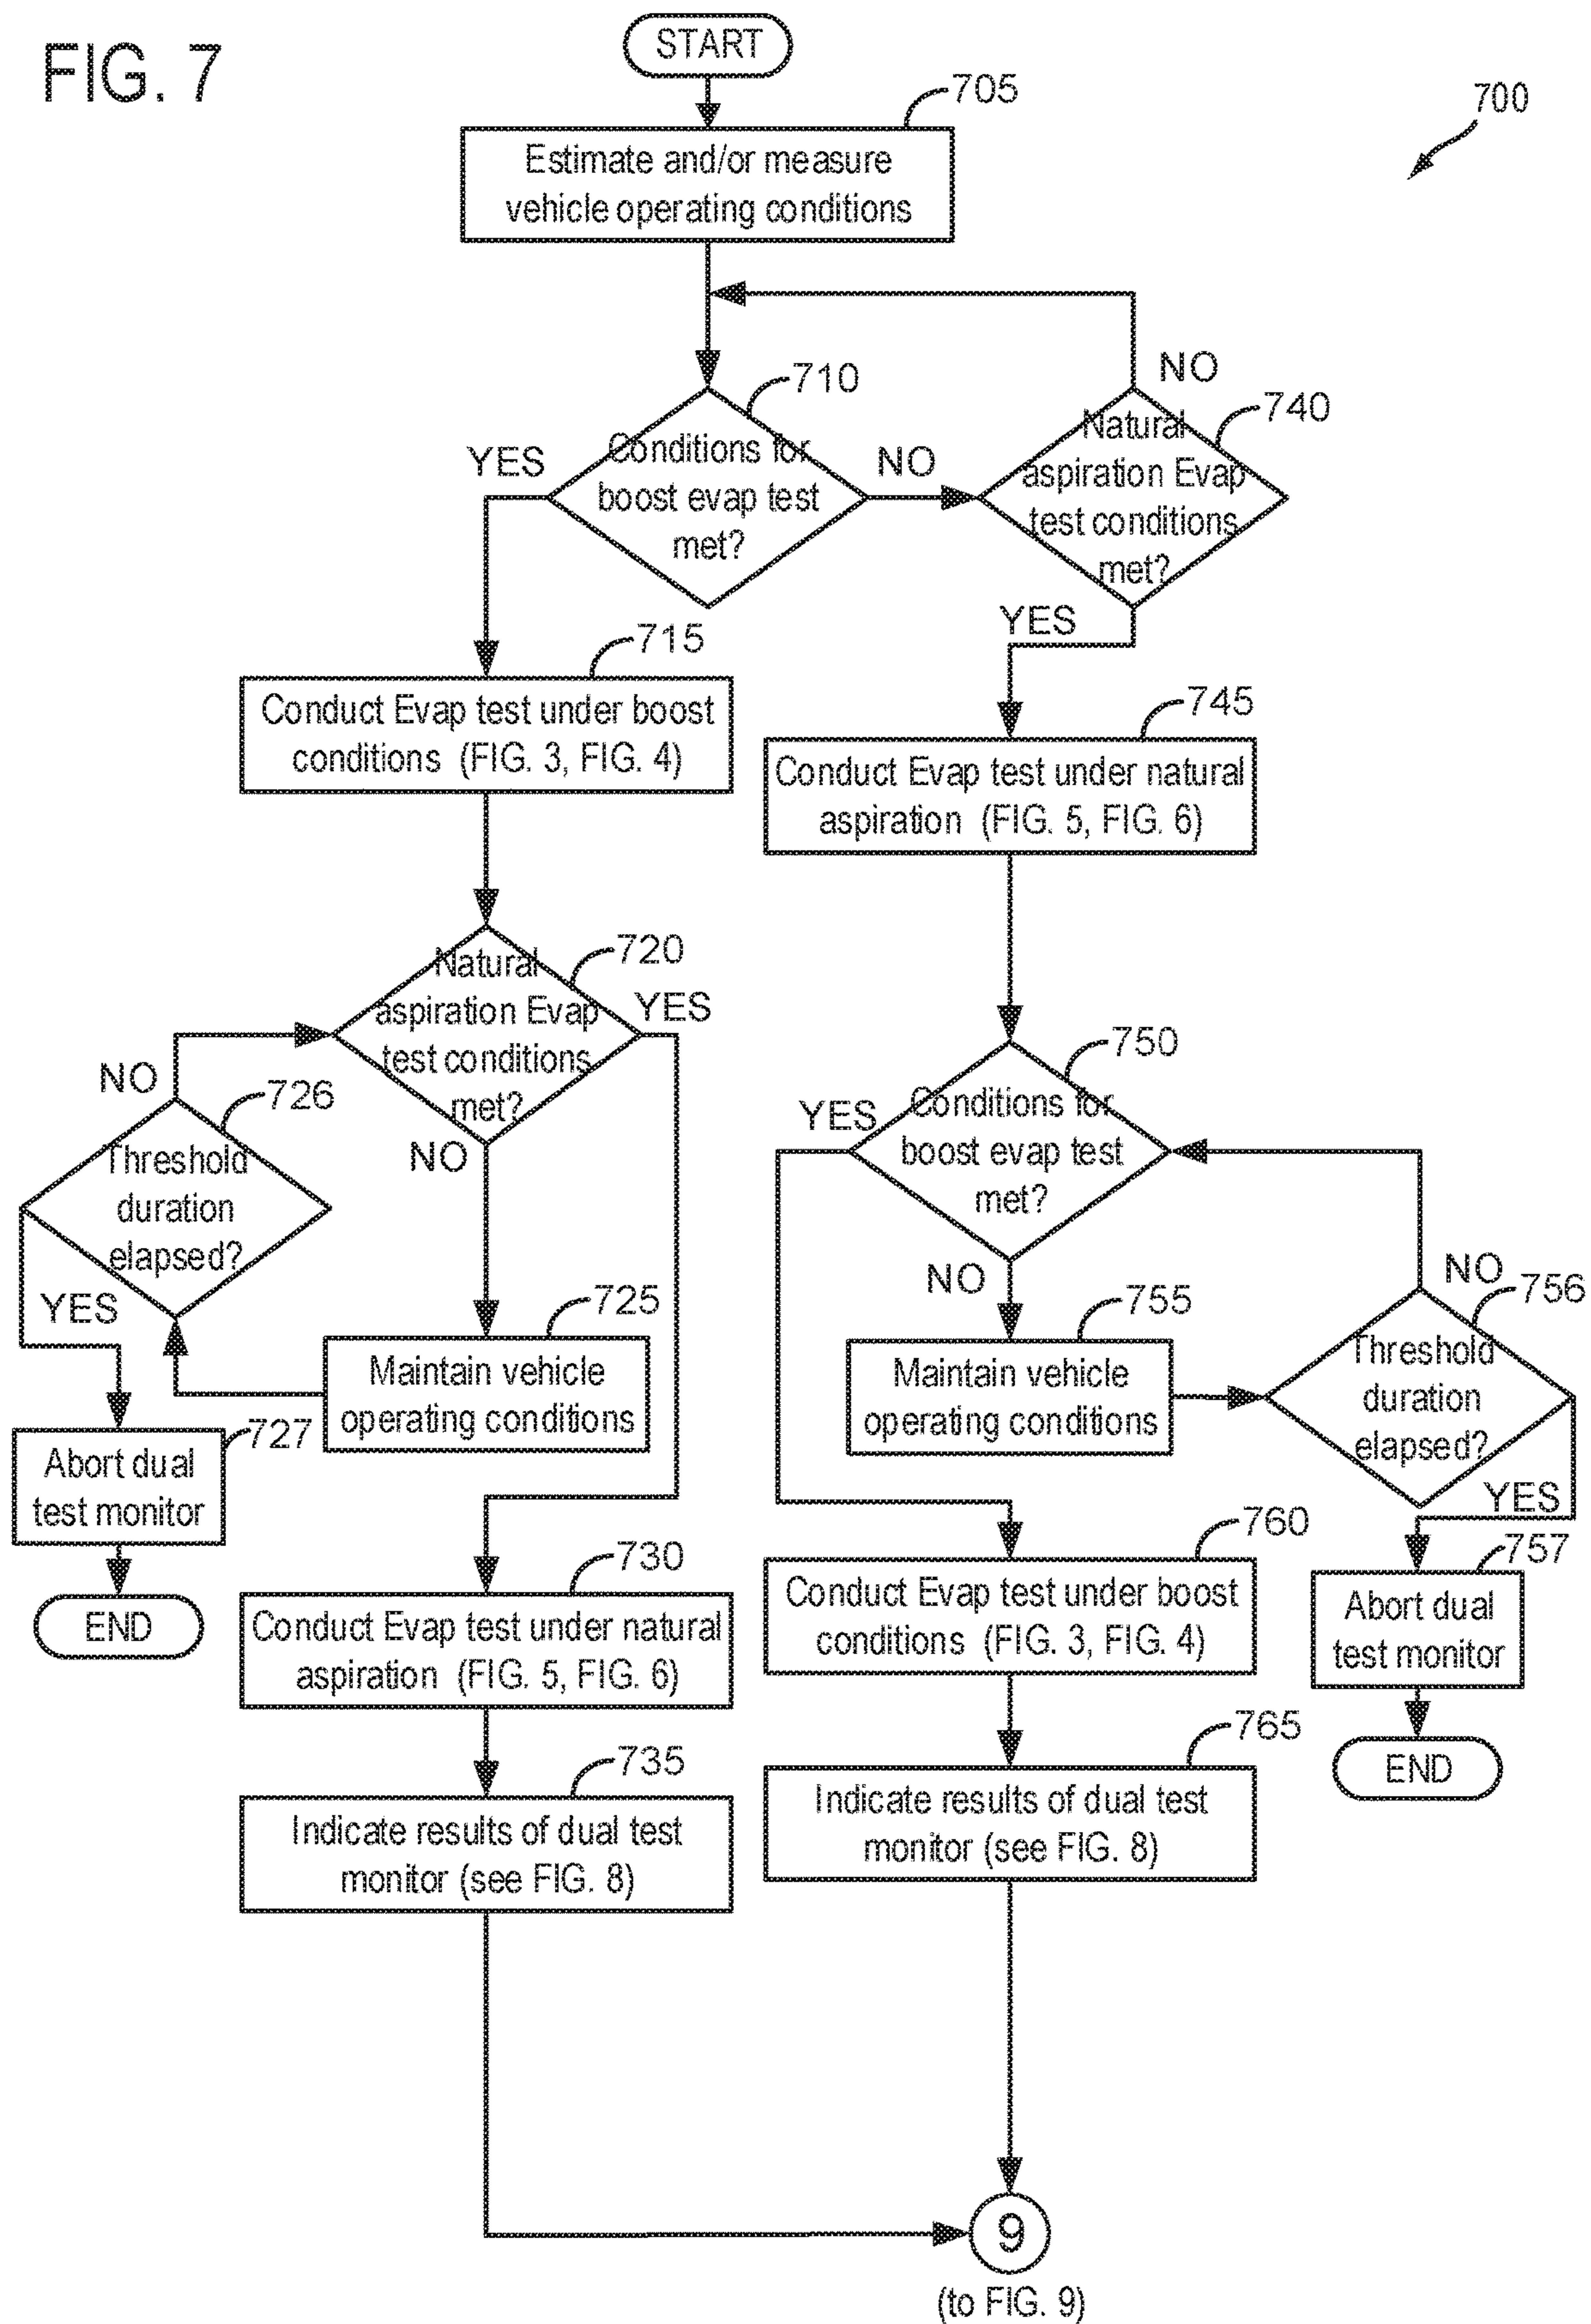 FIG. 7
START
705
700
Estimate and/or measure
vehicle operating conditions
710
Conditions for
boost evap test
met?
YES
NO
NO
740
Natural
aspiration Evap
test conditions
met?
YES
715
Conduct Evap test under boost
conditions (FIG. 3, FIG. 4)
745
Conduct Evap test under natural
aspiration (FIG. 5, FIG. 6)
720
Natural
aspiration Evap
test conditions
met?
YES
NO
NO
726
Threshold
duration
elapsed?
YES
725
Maintain vehicle
operating conditions
727
Abort dual
test monitor
END
730
Conduct Evap test under natural
aspiration (FIG. 5, FIG. 6)
735
Indicate results of dual test
monitor (see FIG. 8)
750
Conditions for
boost evap test
met?
YES
NO
755
Maintain vehicle
operating conditions
NO
756
Threshold
duration
elapsed?
YES
757
Abort dual
test monitor
END
760
Conduct Evap test under boost
conditions (FIG. 3, FIG. 4)
765
Indicate results of dual test
monitor (see FIG. 8)
9
(to FIG. 9)